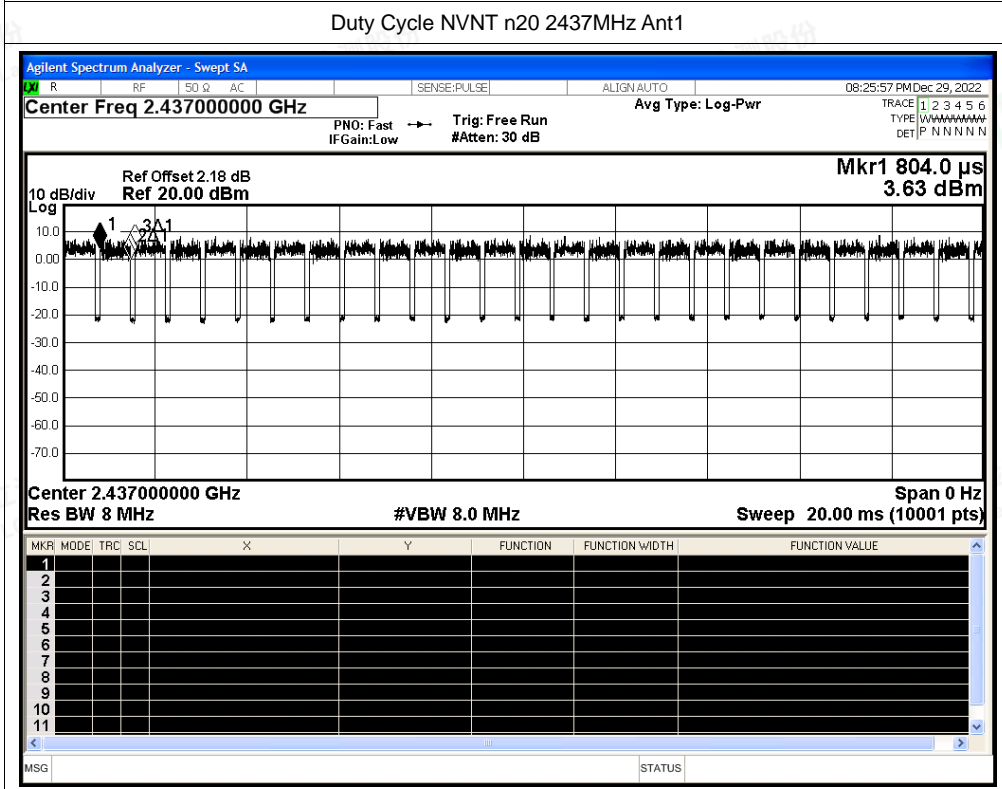 Duty Cycle NVNT n20 2437MHz Ant1
Agilent Spectrum Analyzer - Swept SA
LXI R RF 50 Ω AC SENSE:PULSE ALIGN AUTO 08:25:57 PM Dec 29, 2022
Center Freq 2.437000000 GHz Avg Type: Log-Pwr TRACE 1 2 3 4 5 6
PNO: Fast Trig: Free Run TYPE W
IFGain:Low #Atten: 30 dB DET P N N N N N
Mkr1 804.0 µs
Ref Offset 2.18 dB
10 dB/div Ref 20.00 dBm 3.63 dBm
Log
10.0
0.00
-10.0
-20.0
-30.0
-40.0
-50.0
-60.0
-70.0
1
3Δ1
2Δ1
Center 2.437000000 GHz Span 0 Hz
Res BW 8 MHz #VBW 8.0 MHz Sweep 20.00 ms (10001 pts)
MKR MODE TRC SCL X Y FUNCTION FUNCTION WIDTH FUNCTION VALUE
1
2
3
4
5
6
7
8
9
10
11
MSG STATUS